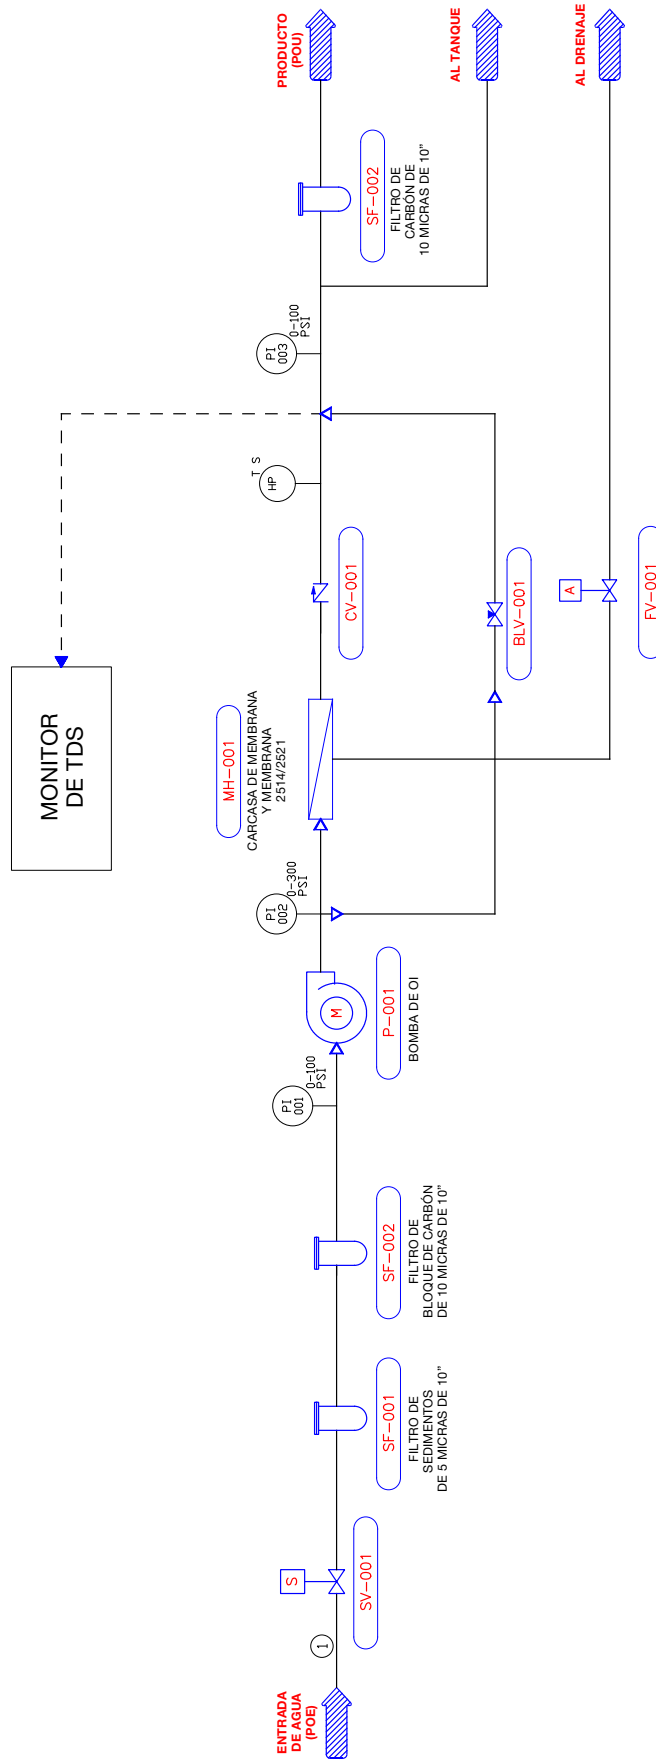 MONITOR
DE TDS
ENTRADA
DE AGUA
(POE)
1
S
SV-001
SF-001
FILTRO DE
SEDIMENTOS
DE 5 MICRAS DE 10"
SF-002
FILTRO DE
BLOQUE DE CARBÓN
DE 10 MICRAS DE 10"
PI
001
0-100
PSI
M
P-001
BOMBA DE OI
PI
002
0-300
PSI
MH-001
CARCASA DE MEMBRANA
Y MEMBRANA
2514/2521
CV-001
BLV-001
A
FV-001
HP
T S
PI
003
0-100
PSI
SF-002
FILTRO DE
CARBÓN DE
10 MICRAS DE 10"
PRODUCTO
(POU)
AL TANQUE
AL DRENAJE